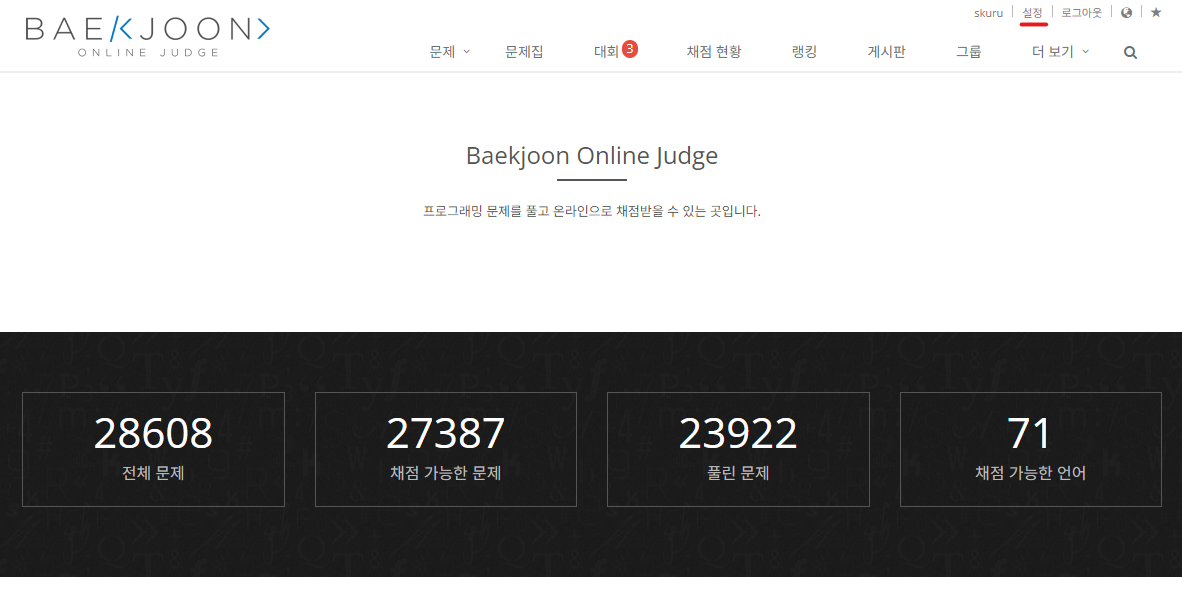 skuru 설정 로그아웃
BAEKJOON>
ONLINE JUDGE
문제 문제집 대회 3 채점 현황 랭킹 게시판 그룹 더 보기
Baekjoon Online Judge
프로그래밍 문제를 풀고 온라인으로 채점받을 수 있는 곳입니다.
28608 27387 23922 71
전체 문제 채점 가능한 문제 풀린 문제 채점 가능한 언어